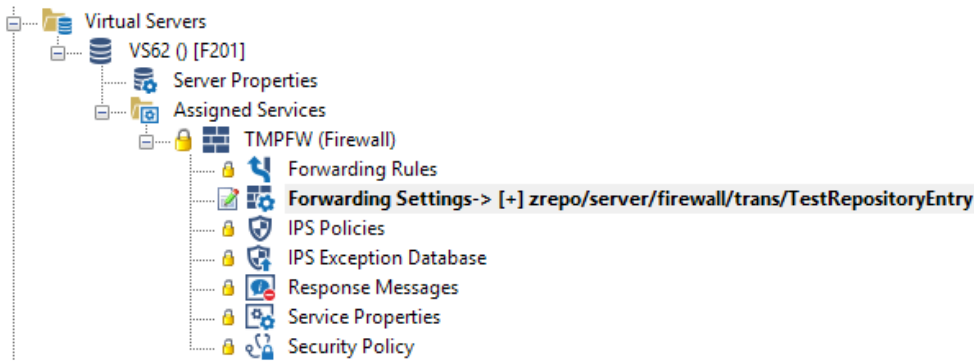 Virtual Servers
VS62 () [F201]
Server Properties
Assigned Services
TMPFW (Firewall)
Forwarding Rules
Forwarding Settings-> [+] zrepo/server/firewall/trans/TestRepositoryEntry
IPS Policies
IPS Exception Database
Response Messages
Service Properties
Security Policy